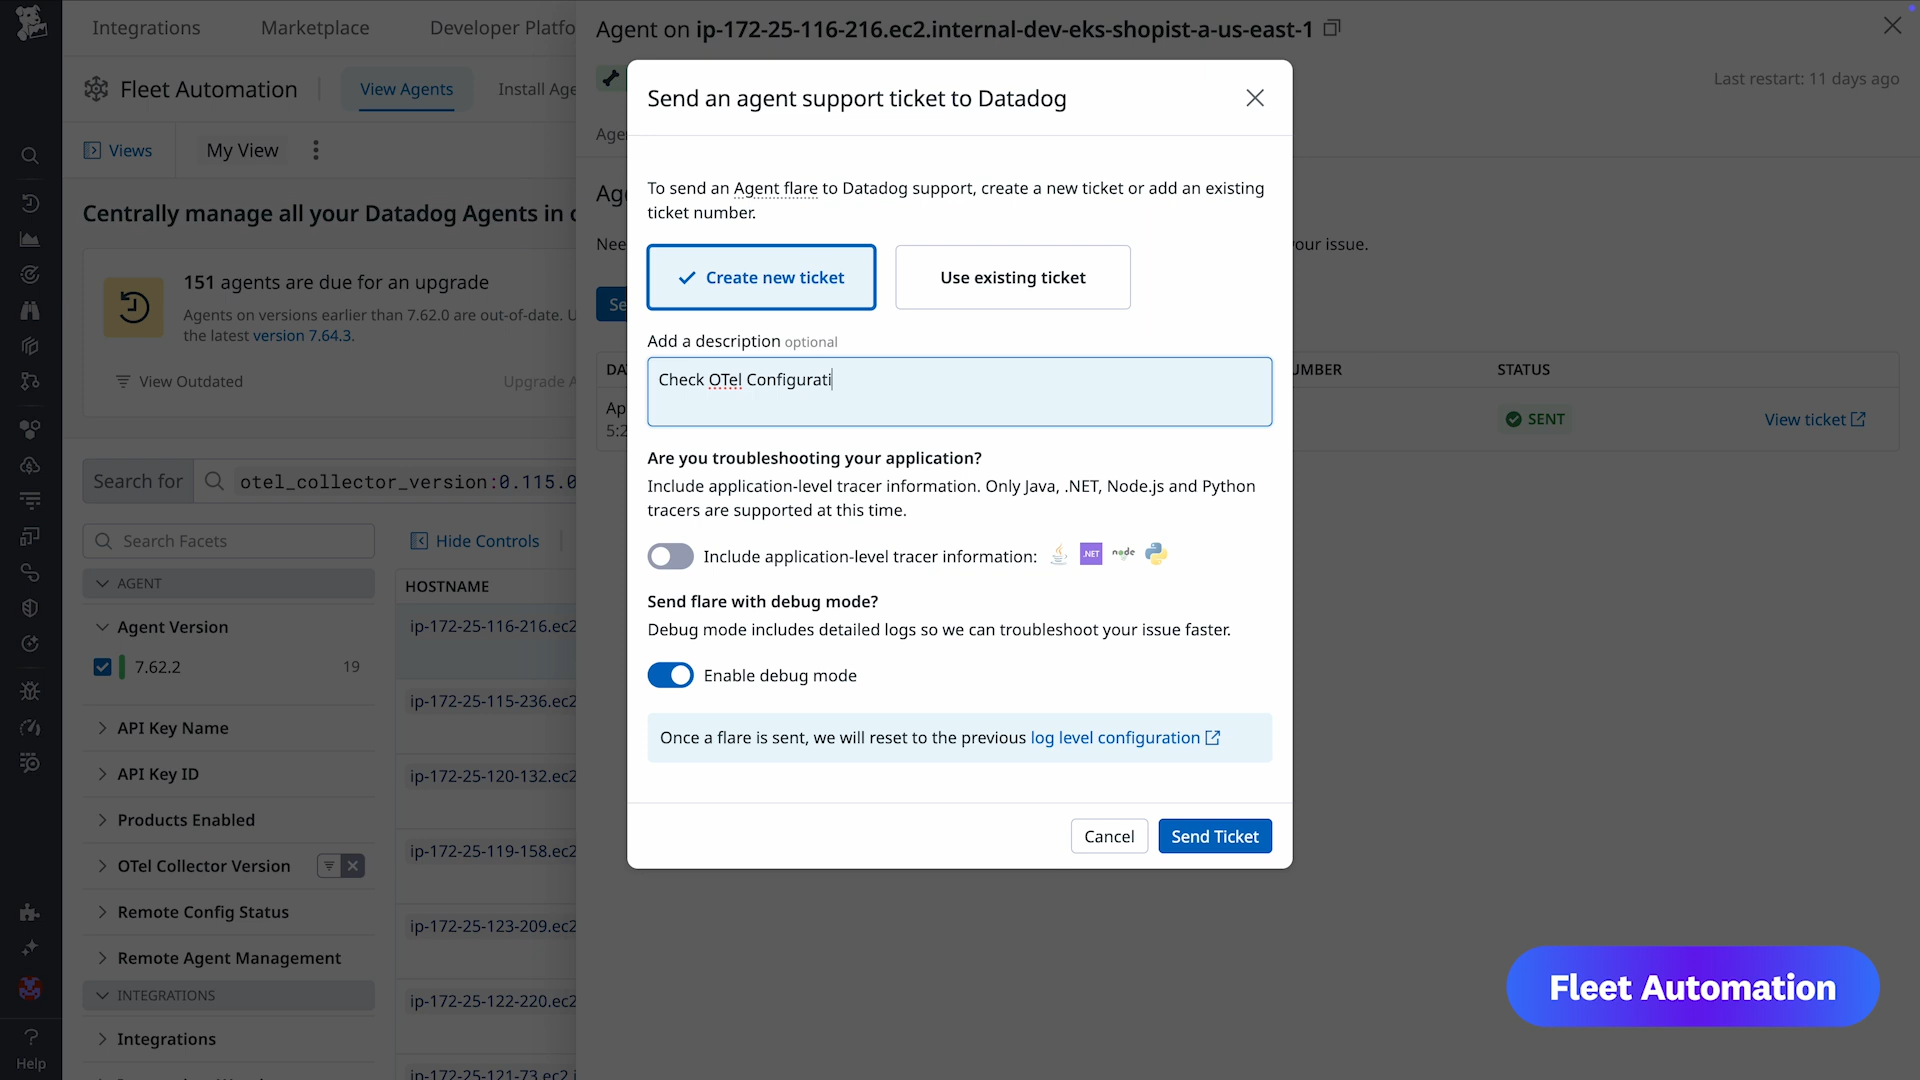 Integrations
Marketplace
Developer Platfo
Agent on ip-172-25-116-216.ec2.internal-dev-eks-shopist-a-us-east-1
Last restart: 11 days ago
Fleet Automation
View Agents
Install Age
Views
My View
Centrally manage all your Datadog Agents in
151 agents are due for an upgrade
Agents on versions earlier than 7.62.0 are out-of-date. U
the latest version 7.64.3.
View Outdated
Upgrade A
Search for
otel_collector_version:0.115.0
Search Facets
Hide Controls
AGENT
HOSTNAME
Agent Version
7.62.2
19
API Key Name
API Key ID
Products Enabled
OTel Collector Version
Remote Config Status
Remote Agent Management
INTEGRATIONS
Integrations
Help
ip-172-25-116-216.ec2
ip-172-25-115-236.ec2
ip-172-25-120-132.ec2
ip-172-25-119-158.ec2
ip-172-25-123-209.ec2
ip-172-25-122-220.ec2
ip-172-25-121-73.ec2.i
Age
Age
Nee
our issue.
Se
DA
UMBER
STATUS
Ap
5:2
SENT
View ticket
Send an agent support ticket to Datadog
To send an Agent flare to Datadog support, create a new ticket or add an existing
ticket number.
Create new ticket
Use existing ticket
Add a description optional
Check OTel Configurati
Are you troubleshooting your application?
Include application-level tracer information. Only Java, .NET, Node.js and Python
tracers are supported at this time.
Include application-level tracer information:
.NET
node
Send flare with debug mode?
Debug mode includes detailed logs so we can troubleshoot your issue faster.
Enable debug mode
Once a flare is sent, we will reset to the previous log level configuration
Cancel
Send Ticket
Fleet Automation